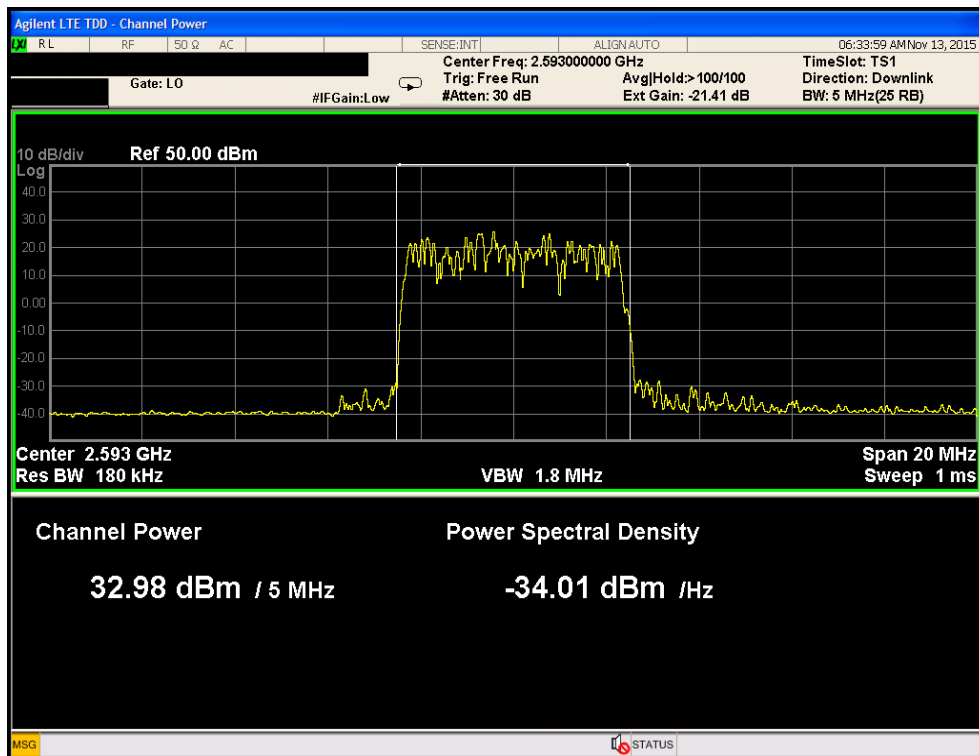 Agilent LTE TDD - Channel Power
LXI RL RF 50 Ω AC SENSE:INT ALIGNAUTO 06:33:59 AM Nov 13, 2015
Center Freq: 2.593000000 GHz TimeSlot: TS1
Gate: LO Trig: Free Run Avg|Hold:>100/100 Direction: Downlink
#IFGain:Low #Atten: 30 dB Ext Gain: -21.41 dB BW: 5 MHz(25 RB)
10 dB/div Ref 50.00 dBm
Log
40.0
30.0
20.0
10.0
0.00
-10.0
-20.0
-30.0
-40.0
Center 2.593 GHz Span 20 MHz
Res BW 180 kHz VBW 1.8 MHz Sweep 1 ms
Channel Power Power Spectral Density
32.98 dBm / 5 MHz -34.01 dBm /Hz
MSG STATUS